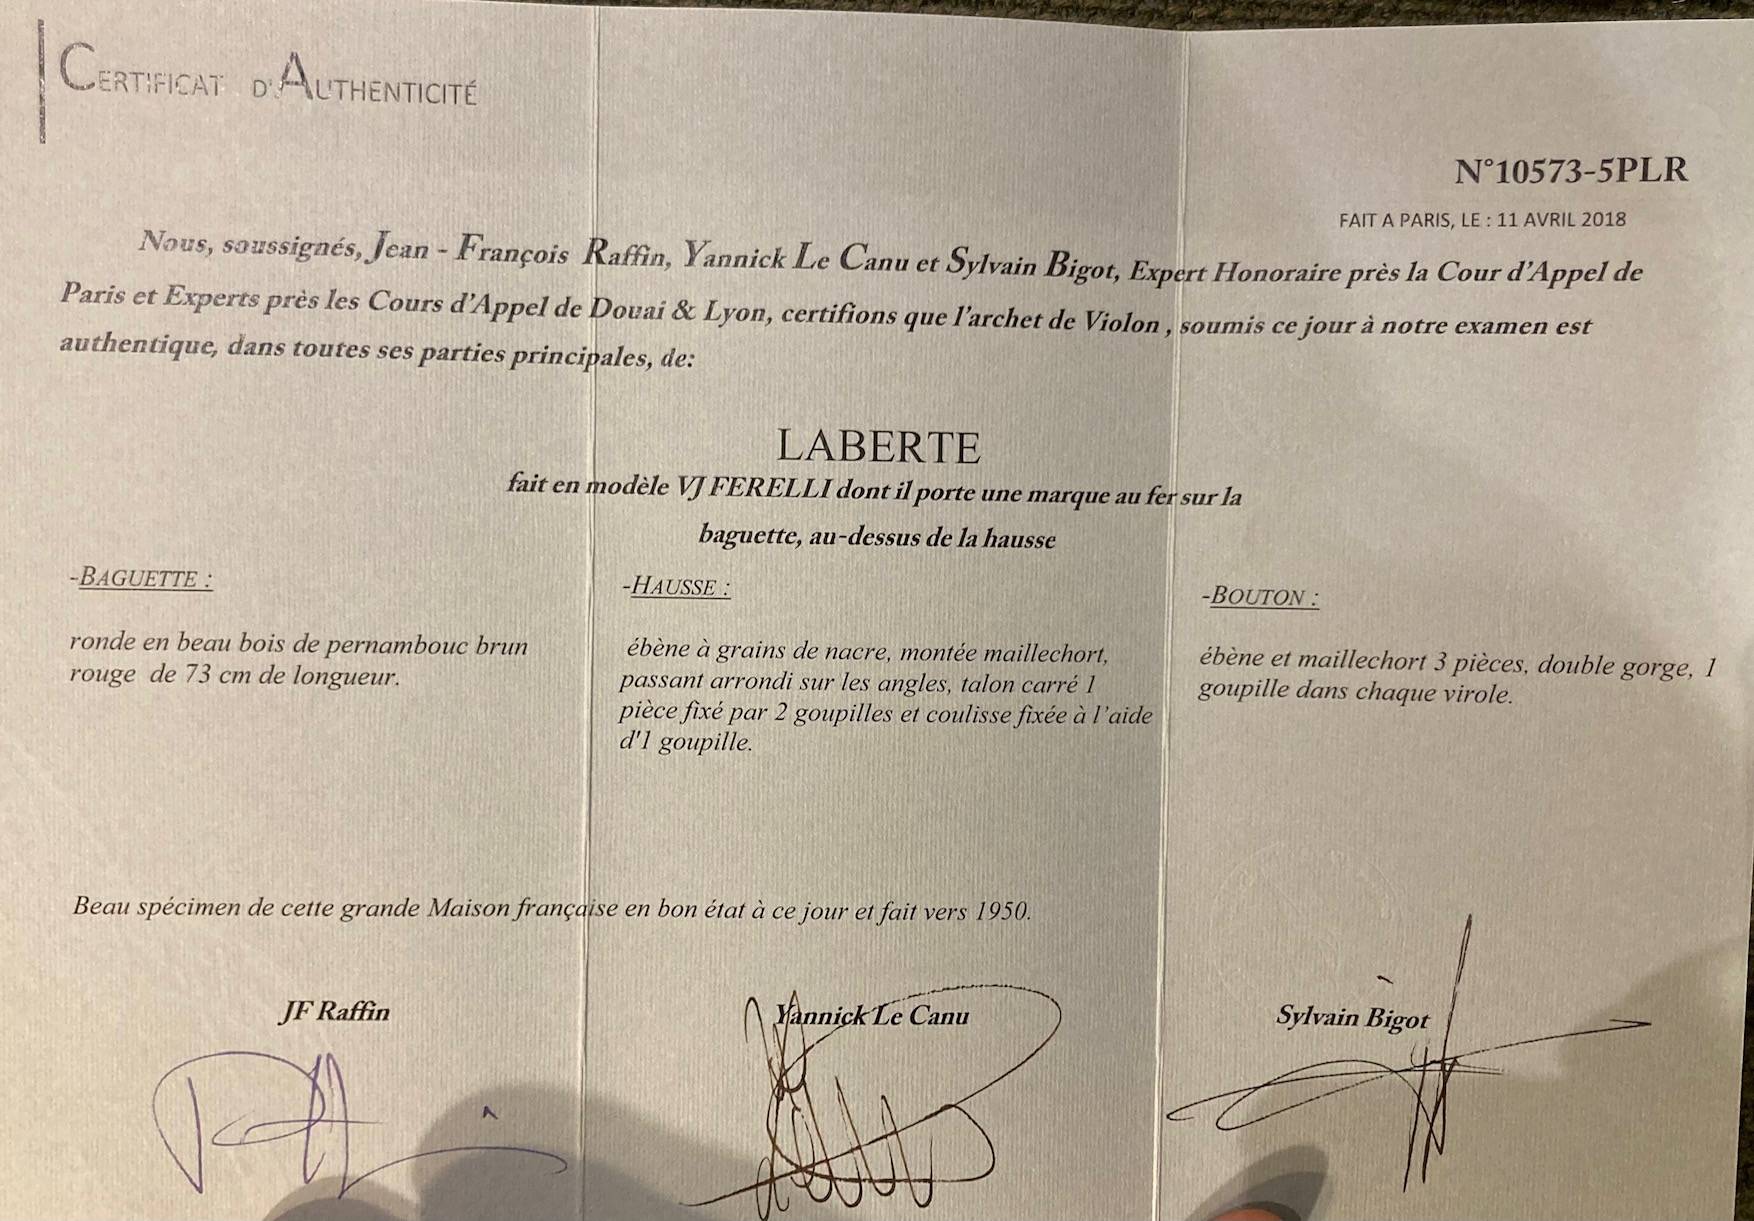 CERTIFICAT D'AUTHENTICITÉ
N°10573-5PLR
FAIT A PARIS, LE : 11 AVRIL 2018
Nous, soussignés, Jean - François Raffin, Yannick Le Canu et Sylvain Bigot, Expert Honoraire près la Cour d'Appel de
Paris et Experts près les Cours d'Appel de Douai & Lyon, certifions que l'archet de Violon , soumis ce jour à notre examen est
authentique, dans toutes ses parties principales, de:
LABERTE
fait en modèle VJ FERELLI dont il porte une marque au fer sur la
baguette, au-dessus de la hausse
-BAGUETTE :
ronde en beau bois de pernambouc brun
rouge de 73 cm de longueur.
-HAUSSE :
ébène à grains de nacre, montée maillechort,
passant arrondi sur les angles, talon carré 1
pièce fixé par 2 goupilles et coulisse fixée à l'aide
d'1 goupille.
-BOUTON :
ébène et maillechort 3 pièces, double gorge, 1
goupille dans chaque virole.
Beau spécimen de cette grande Maison française en bon état à ce jour et fait vers 1950.
JF Raffin
Yannick Le Canu
Sylvain Bigot